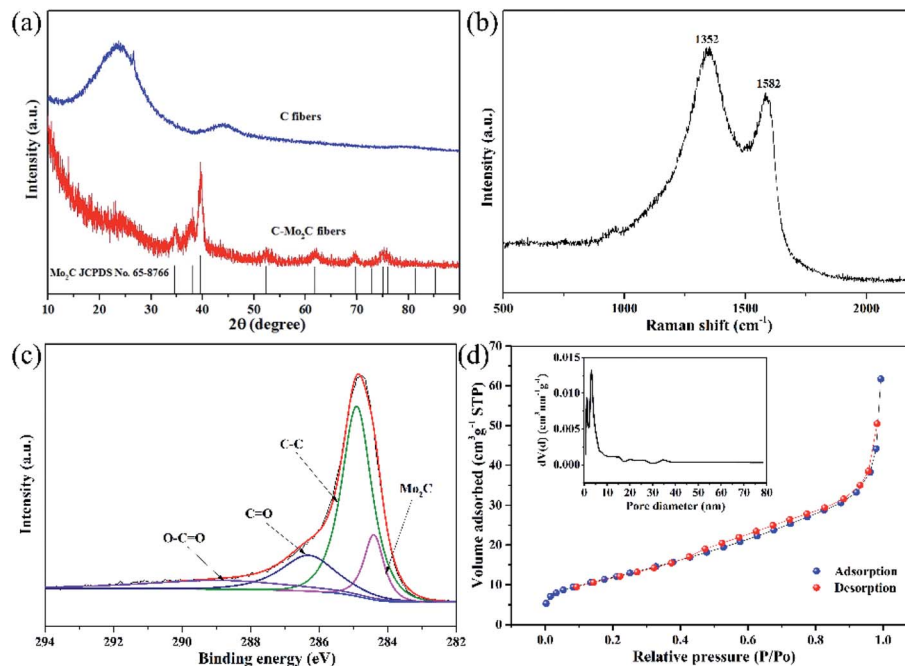 (a)
Intensity (a.u.)
C fibers
C-Mo₂C fibers
Mo₂C JCPDS No. 65-8766
10 20 30 40 50 60 70 80 90
2θ (degree)
(b)
Intensity (a.u.)
1352
1582
500 1000 1500 2000
Raman shift (cm⁻¹)
(c)
Intensity (a.u.)
C-C
Mo₂C
C=O
O-C=O
294 292 290 288 286 284 282
Binding energy (eV)
(d)
Volume adsorbed (cm³g⁻¹ STP)
70
60
50
40
30
20
10
0
dV(d) (cm³ nm⁻¹g⁻¹)
0.015
0.010
0.005
0.000
0 10 20 30 40 50 60 70 80
Pore diameter (nm)
Adsorption
Desorption
0.0 0.2 0.4 0.6 0.8 1.0
Relative pressure (P/Po)